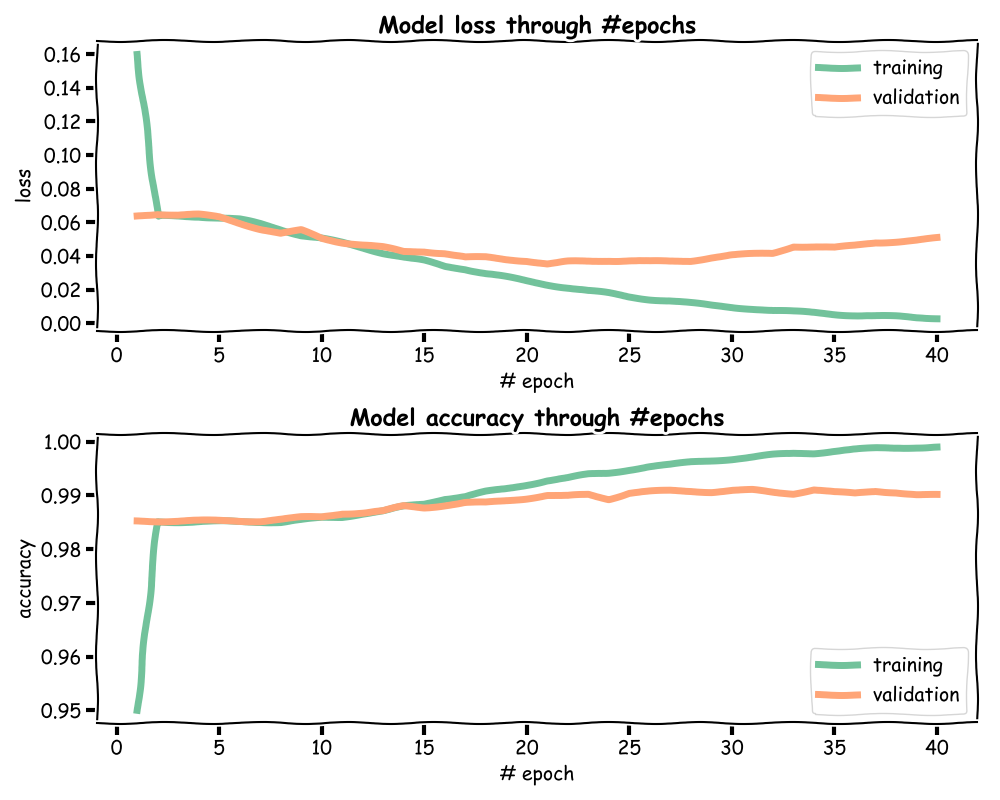 Model loss through #epochs
0.16
0.14
0.12
0.10
0.08
0.06
0.04
0.02
0.00
loss
training
validation
0 5 10 15 20 25 30 35 40
# epoch
Model accuracy through #epochs
1.00
0.99
0.98
0.97
0.96
0.95
accuracy
training
validation
0 5 10 15 20 25 30 35 40
# epoch